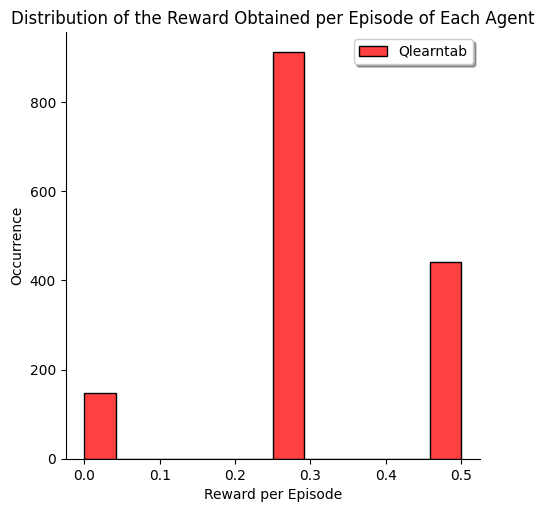 Distribution of the Reward Obtained per Episode of Each Agent
Qlearntab
800
600
400
200
0
Occurrence
0.0 0.1 0.2 0.3 0.4 0.5
Reward per Episode